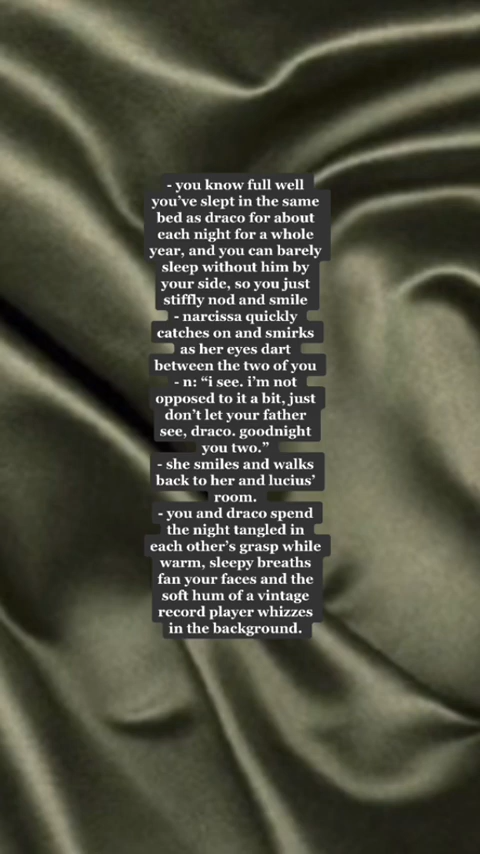 - you know full well
you've slept in the same
bed as draco for about
each night for a whole
year, and you can barely
sleep without him by
your side, so you just
stiffly nod and smile
- narcissa quickly
catches on and smirks
as her eyes dart
between the two of you
- n: “i see. i'm not
opposed to it a bit, just
don't let your father
see, draco. goodnight
you two.”
- she smiles and walks
back to her and lucius'
room.
- you and draco spend
the night tangled in
each other's grasp while
warm, sleepy breaths
fan your faces and the
soft hum of a vintage
record player whizzes
in the background.